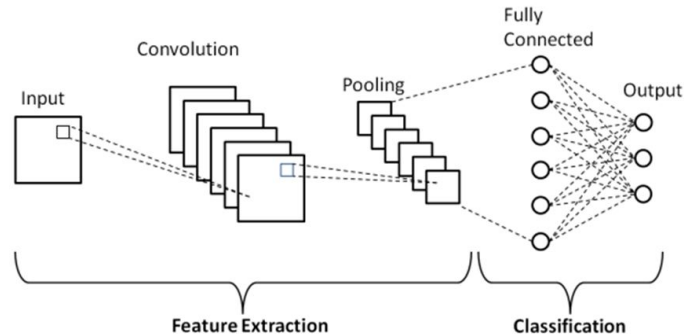 Input
Convolution
Pooling
Fully
Connected
Output
Feature Extraction
Classification